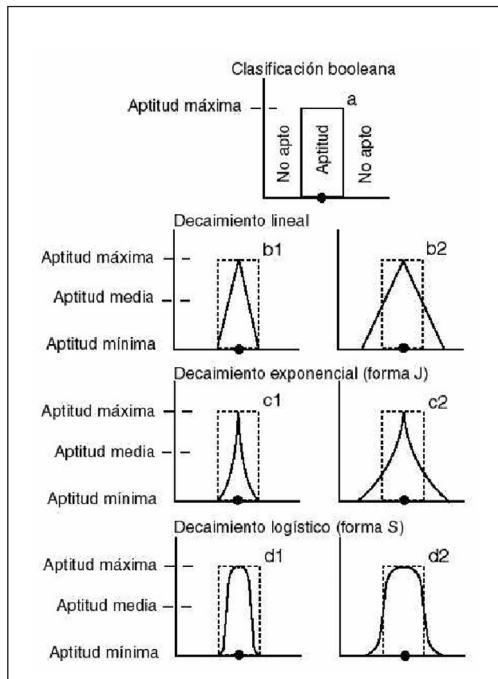 Clasificación booleana
Aptitud máxima
a
No apto
Aptitud
No apto
Decaimiento lineal
Aptitud máxima
b1
b2
Aptitud media
Aptitud mínima
Decaimiento exponencial (forma J)
Aptitud máxima
c1
c2
Aptitud media
Aptitud mínima
Decaimiento logístico (forma S)
Aptitud máxima
d1
d2
Aptitud media
Aptitud mínima